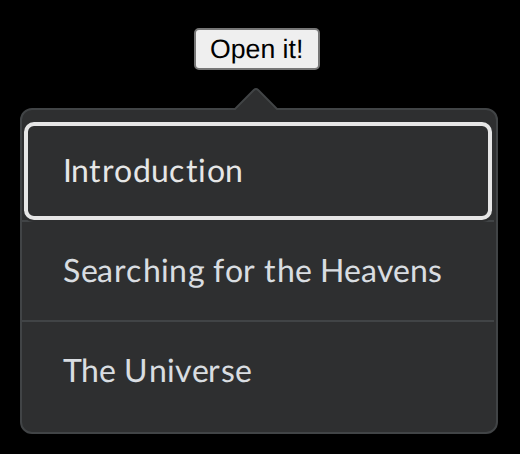 Open it!
Introduction
Searching for the Heavens
The Universe